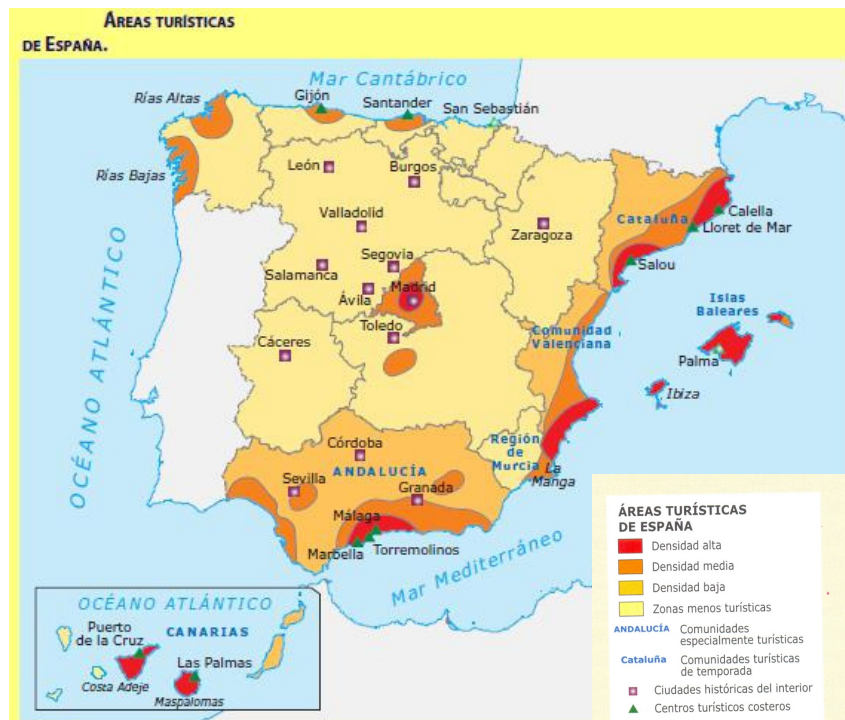 ÁREAS TURÍSTICAS
DE ESPAÑA.
Mar Cantábrico
Rías Altas
Gijón
Santander
San Sebastián
Rías Bajas
León
Burgos
Valladolid
Zaragoza
Cataluña
Calella
Lloret de Mar
Segovia
Salamanca
Salou
Ávila
Madrid
Islas
Baleares
Toledo
Comunidad
Valenciana
Cáceres
Palma
Ibiza
OCÉANO ATLÁNTICO
Córdoba
ANDALUCÍA
Región
de
Murcia
La
Manga
Sevilla
Granada
Málaga
Marbella
Torremolinos
Mar Mediterráneo
OCÉANO ATLÁNTICO
Puerto
de la Cruz
CANARIAS
Las Palmas
Costa Adeje
Maspalomas
ÁREAS TURÍSTICAS
DE ESPAÑA
Densidad alta
Densidad media
Densidad baja
Zonas menos turísticas
ANDALUCÍA Comunidades
especialmente turísticas
Cataluña Comunidades turísticas
de temporada
Ciudades históricas del interior
Centros turísticos costeros